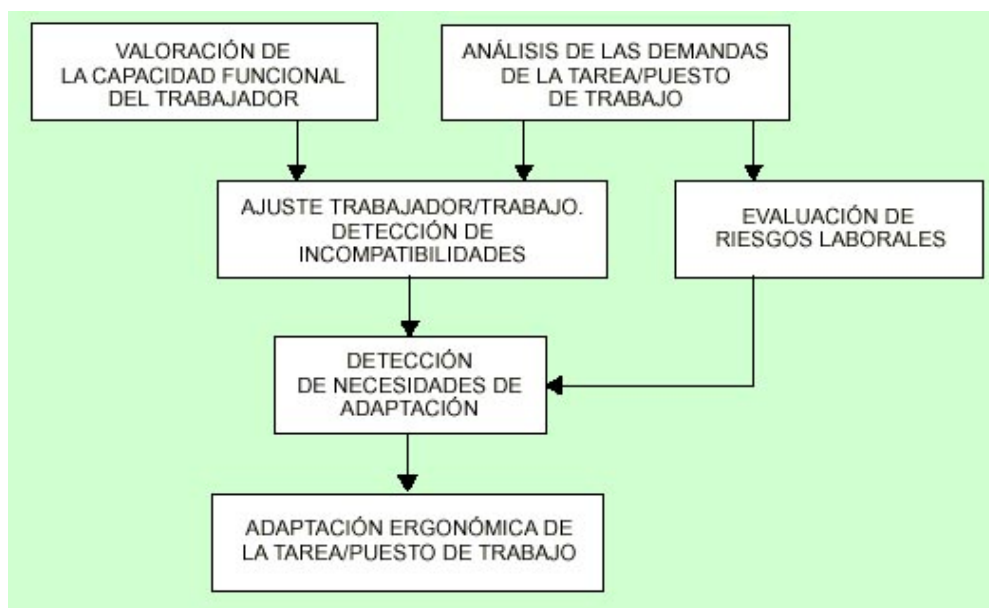 VALORACIÓN DE
LA CAPACIDAD FUNCIONAL
DEL TRABAJADOR
ANÁLISIS DE LAS DEMANDAS
DE LA TAREA/PUESTO
DE TRABAJO
AJUSTE TRABAJADOR/TRABAJO.
DETECCIÓN DE
INCOMPATIBILIDADES
EVALUACIÓN DE
RIESGOS LABORALES
DETECCIÓN
DE NECESIDADES DE
ADAPTACIÓN
ADAPTACIÓN ERGONÓMICA DE
LA TAREA/PUESTO DE TRABAJO